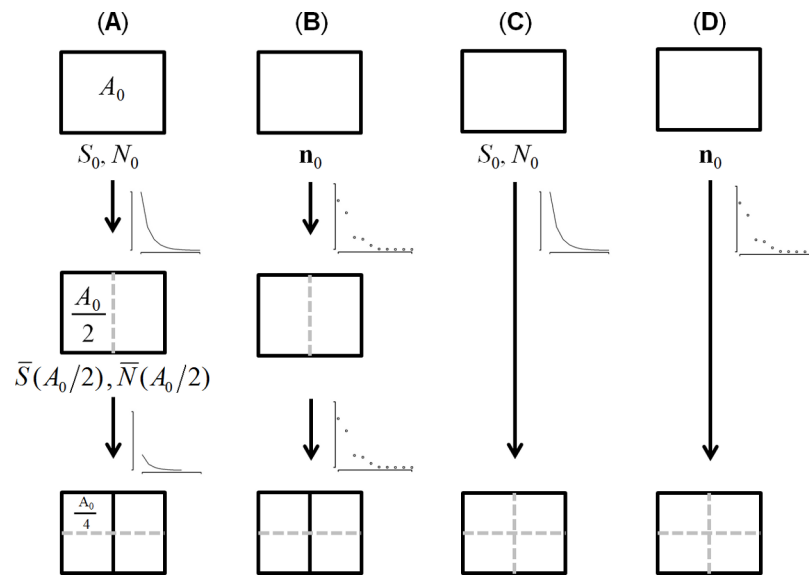 (A) (B) (C) (D)
A₀
S₀, N₀ n₀ S₀, N₀ n₀
A₀
2
S̅(A₀/2), N̅(A₀/2)
A₀
4